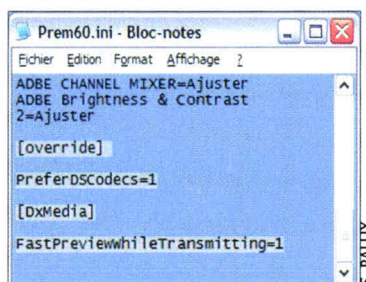 Prem60.ini - Bloc-notes
Fichier Edition Format Affichage ?
ADBE CHANNEL MIXER=Ajuster
ADBE Brightness & Contrast
2=Ajuster
[override]
PreferDSCodecs=1
[DxMedia]
FastPreviewWhileTransmitting=1